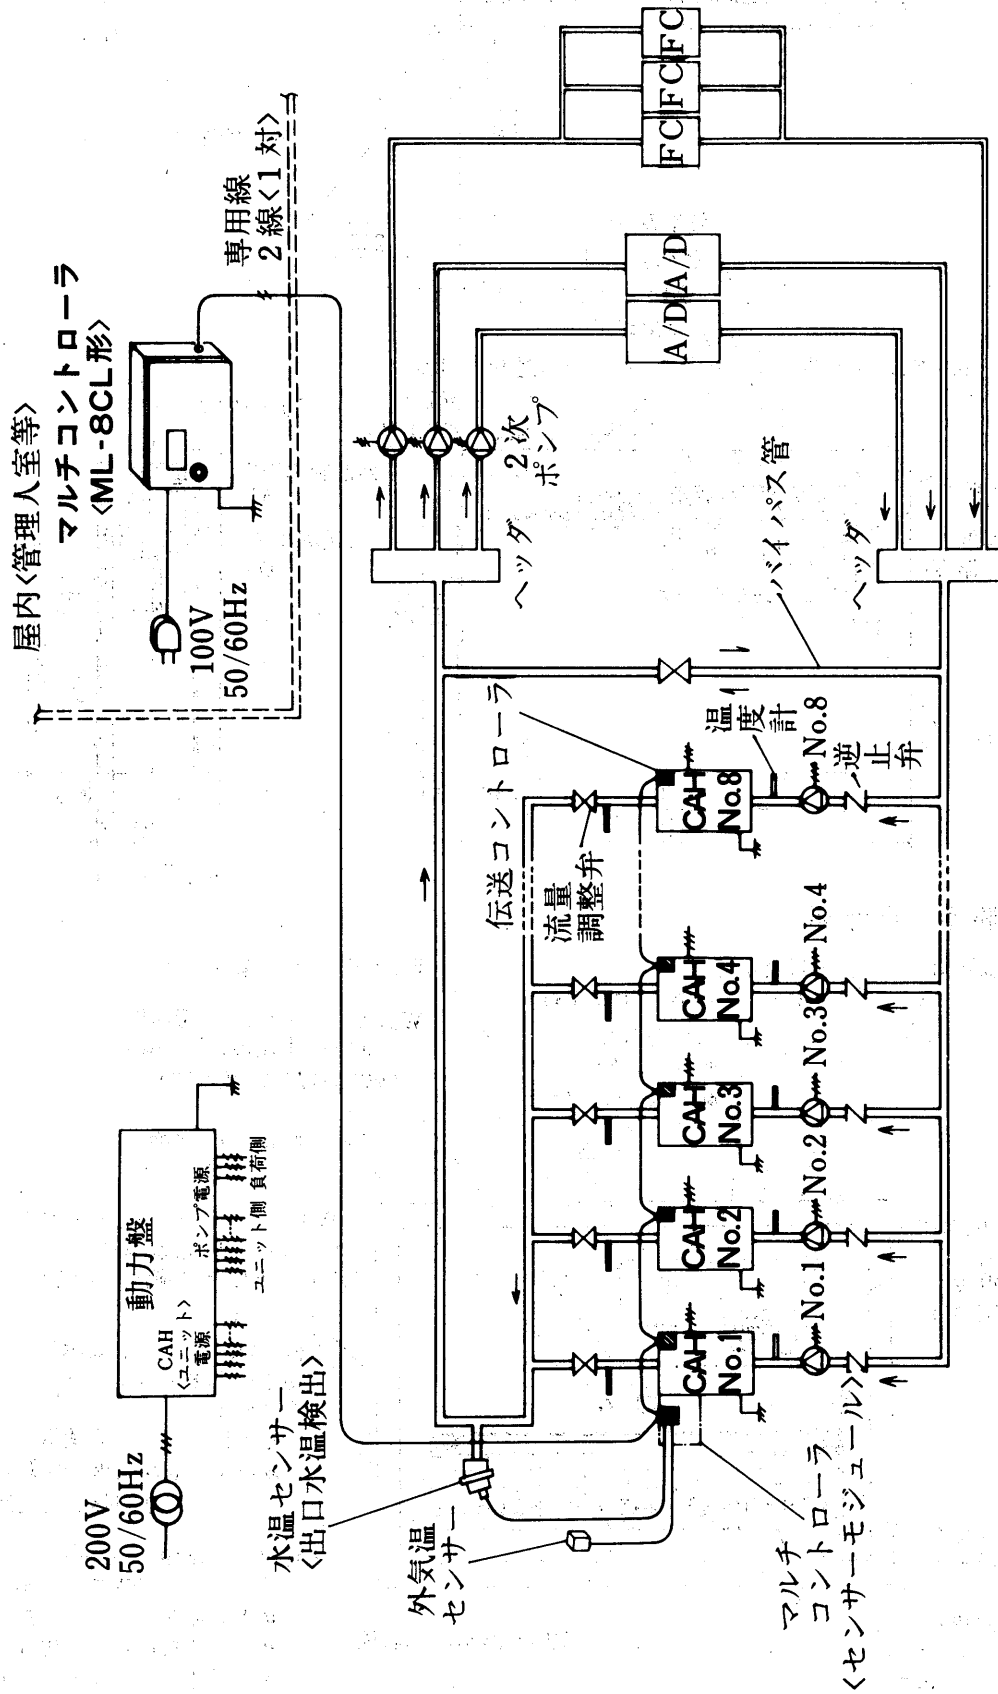 屋内<管理人室等>
マルチコントローラ
<ML-8CL形>
100V
50/60Hz
専用線
2線<1対>
200V
50/60Hz
動力盤
CAH
<ユニット>
電源
ポンプ電源
ユニット側
負荷側
水温センサー
<出口水温検出>
外気温
センサー
マルチ
コントローラ
<センサーモジュール>
伝送コントローラ
流量
調整弁
CAH
No.1
CAH
No.2
CAH
No.3
CAH
No.4
CAH
No.8
No.1
No.2
No.3
No.4
No.8
温度計
逆止弁
バイパス管
ヘッダ
ヘッダ
2次
ポンプ
A/D
A/D
FC
FC
FC